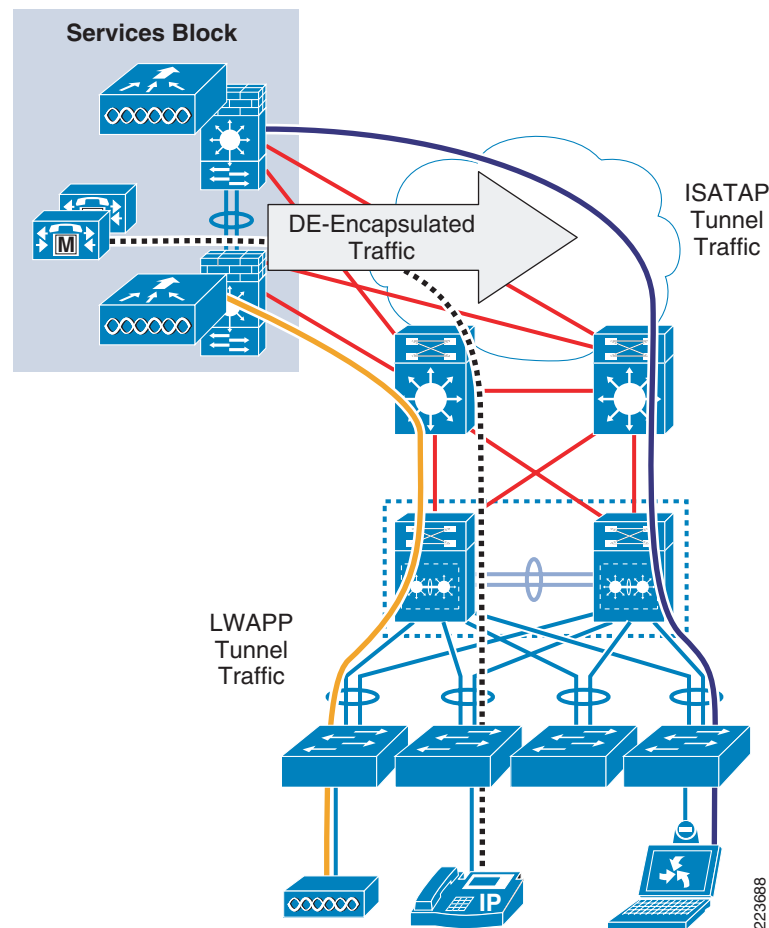 Services Block
ISATAP
Tunnel
Traffic
DE-Encapsulated
Traffic
M
LWAPP
Tunnel
Traffic
IP
223688